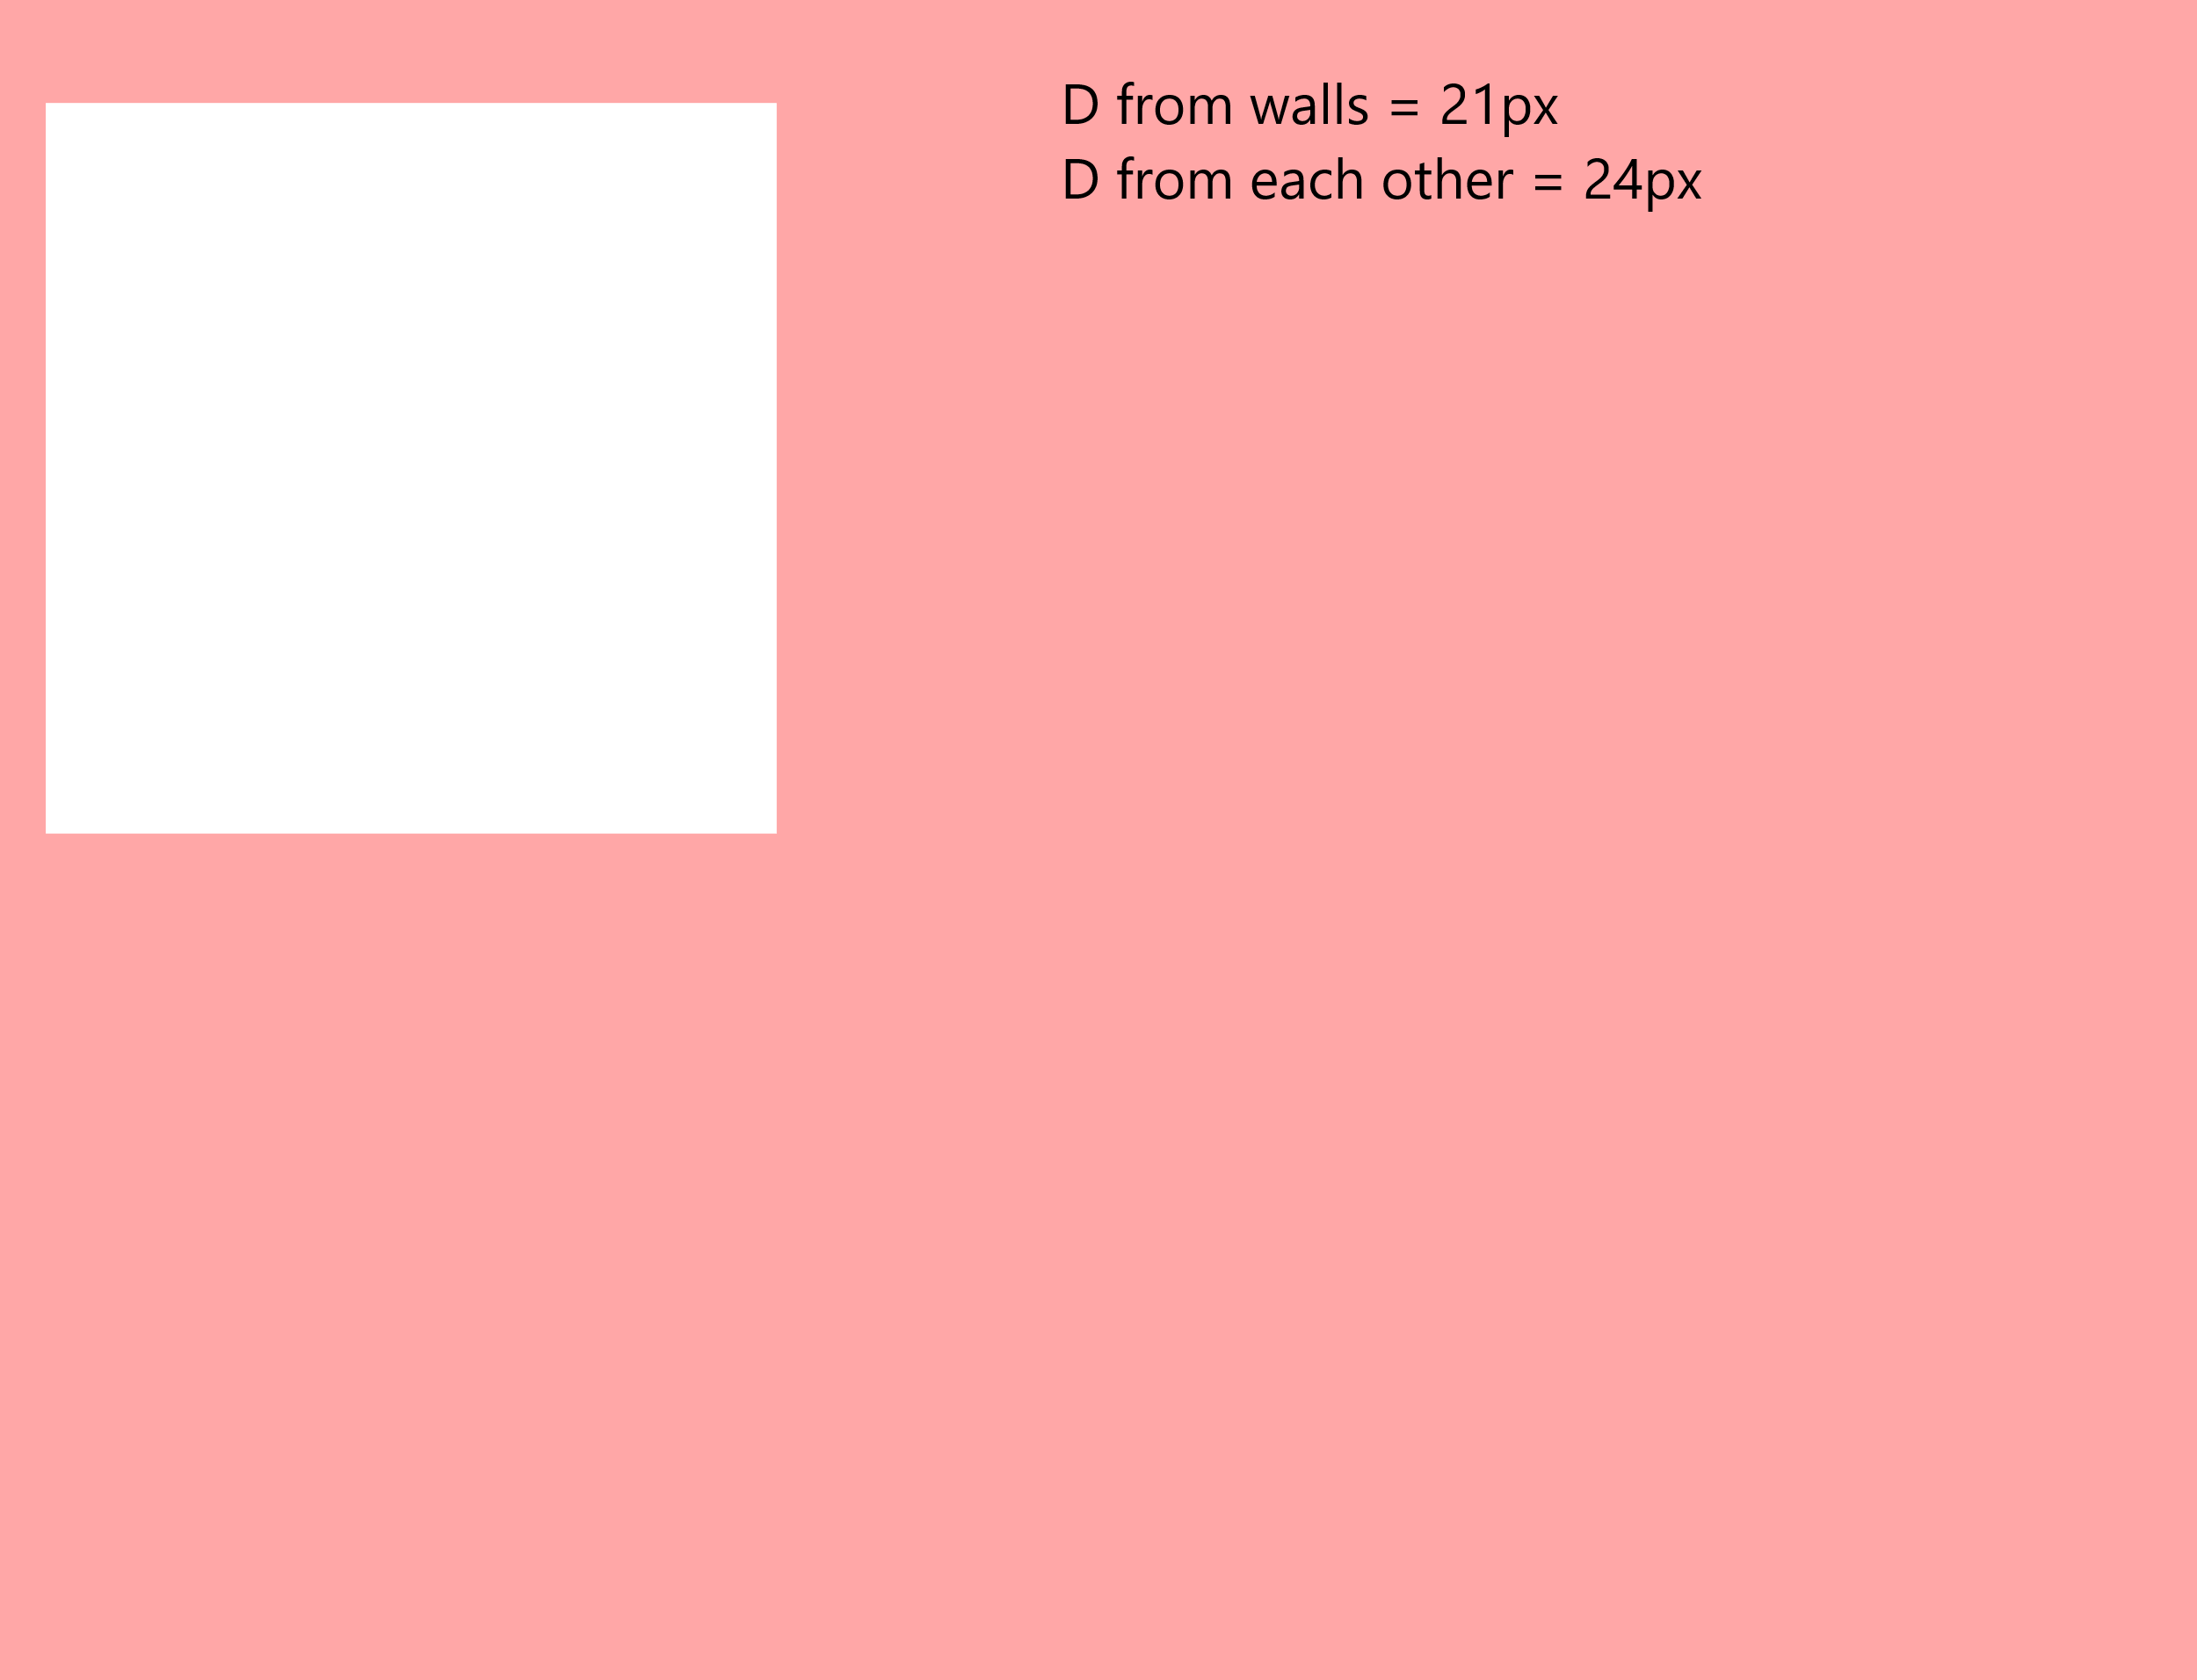 D from walls = 21px
D from each other = 24px